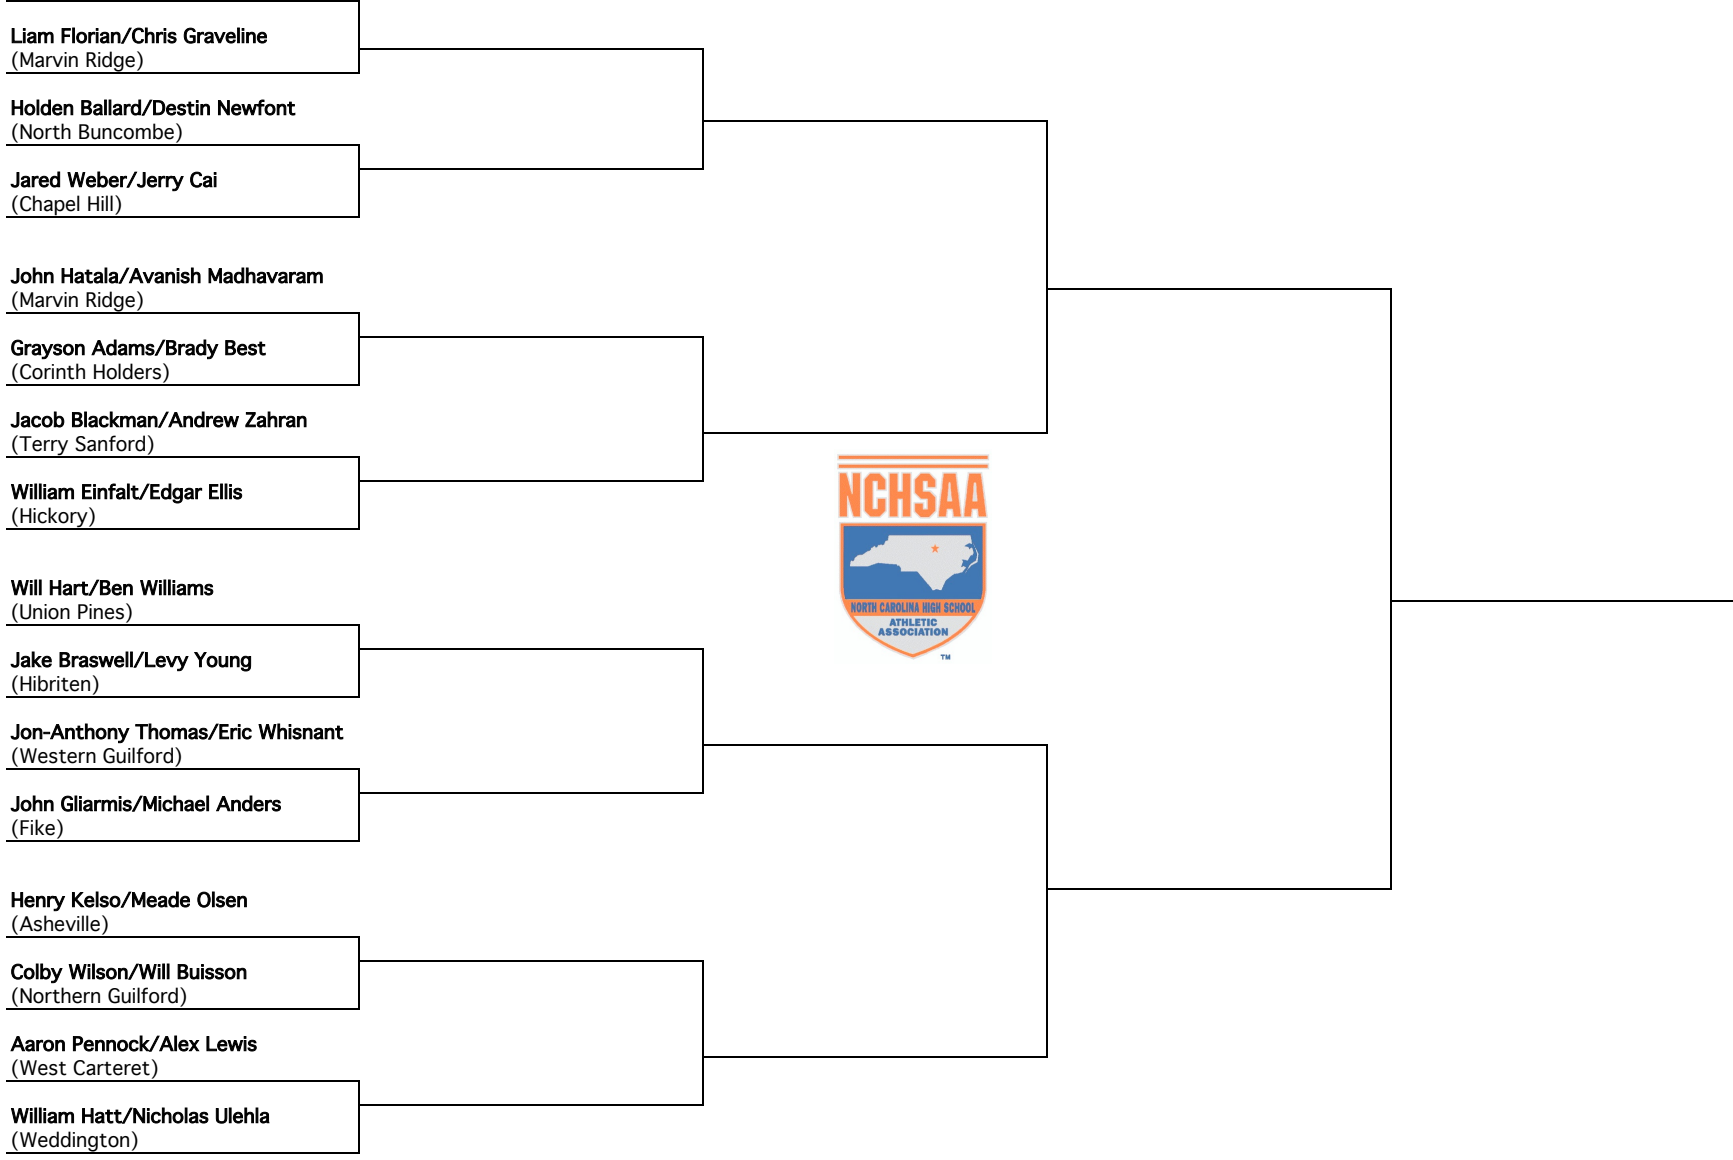 Liam Florian/Chris Graveline
(Marvin Ridge)
Holden Ballard/Destin Newfont
(North Buncombe)
Jared Weber/Jerry Cai
(Chapel Hill)
John Hatala/Avanish Madhavaram
(Marvin Ridge)
Grayson Adams/Brady Best
(Corinth Holders)
Jacob Blackman/Andrew Zahran
(Terry Sanford)
William Einfalt/Edgar Ellis
(Hickory)
Will Hart/Ben Williams
(Union Pines)
Jake Braswell/Levy Young
(Hibriten)
Jon-Anthony Thomas/Eric Whisnant
(Western Guilford)
John Gliarmis/Michael Anders
(Fike)
Henry Kelso/Meade Olsen
(Asheville)
Colby Wilson/Will Buisson
(Northern Guilford)
Aaron Pennock/Alex Lewis
(West Carteret)
William Hatt/Nicholas Ulehla
(Weddington)
NCHSAA
NORTH CAROLINA HIGH SCHOOL
ATHLETIC
ASSOCIATION
TM